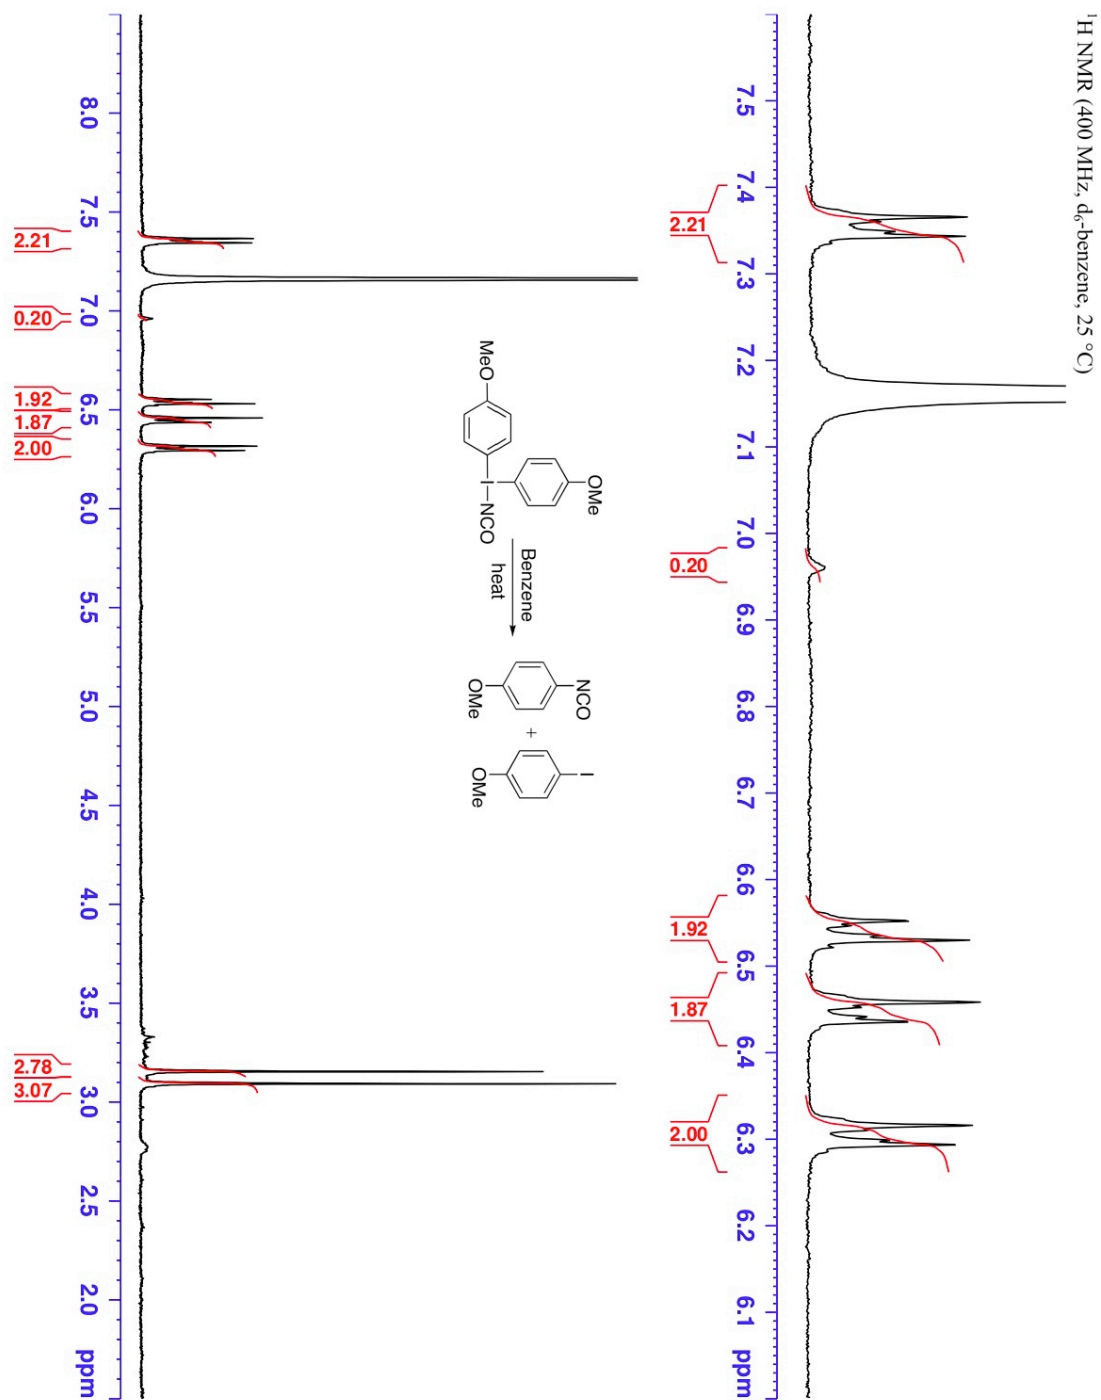 ¹H NMR (400 MHz, d₆-benzene, 25 °C)
7.5 7.4 7.3 7.2 7.1 7.0 6.9 6.8 6.7 6.6 6.5 6.4 6.3 6.2 6.1 ppm
2.21 0.20 1.92 1.87 2.00
OMe
MeO
I
NCO
Benzene
heat
NCO
OMe
+
I
OMe
8.0 7.5 7.0 6.5 6.0 5.5 5.0 4.5 4.0 3.5 3.0 2.5 2.0 ppm
2.21 0.20 1.92 1.87 2.00 2.78 3.07